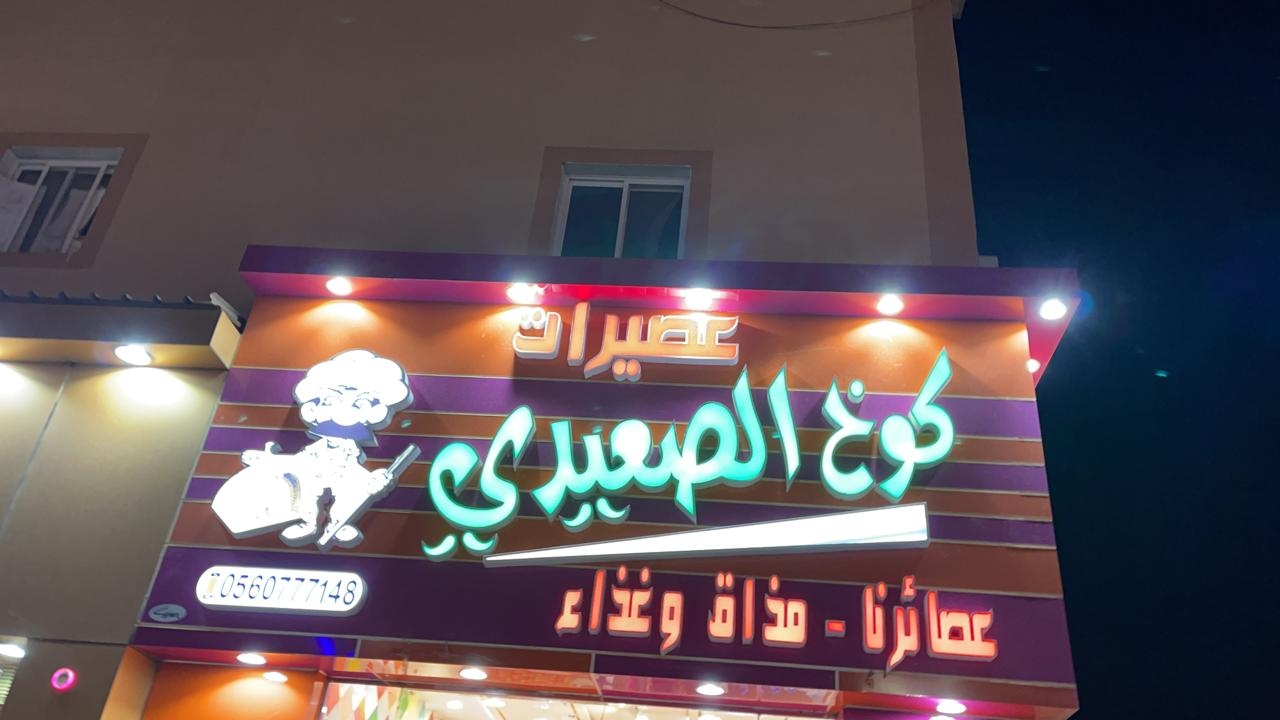 عصيرات
كوخ الصعيدي
عصائرنا - مذاق وغذاء
0560777148